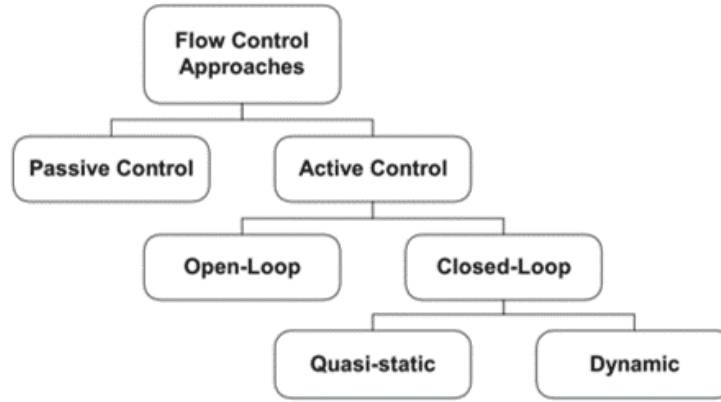 Flow Control
Approaches
Passive Control
Active Control
Open-Loop
Closed-Loop
Quasi-static
Dynamic